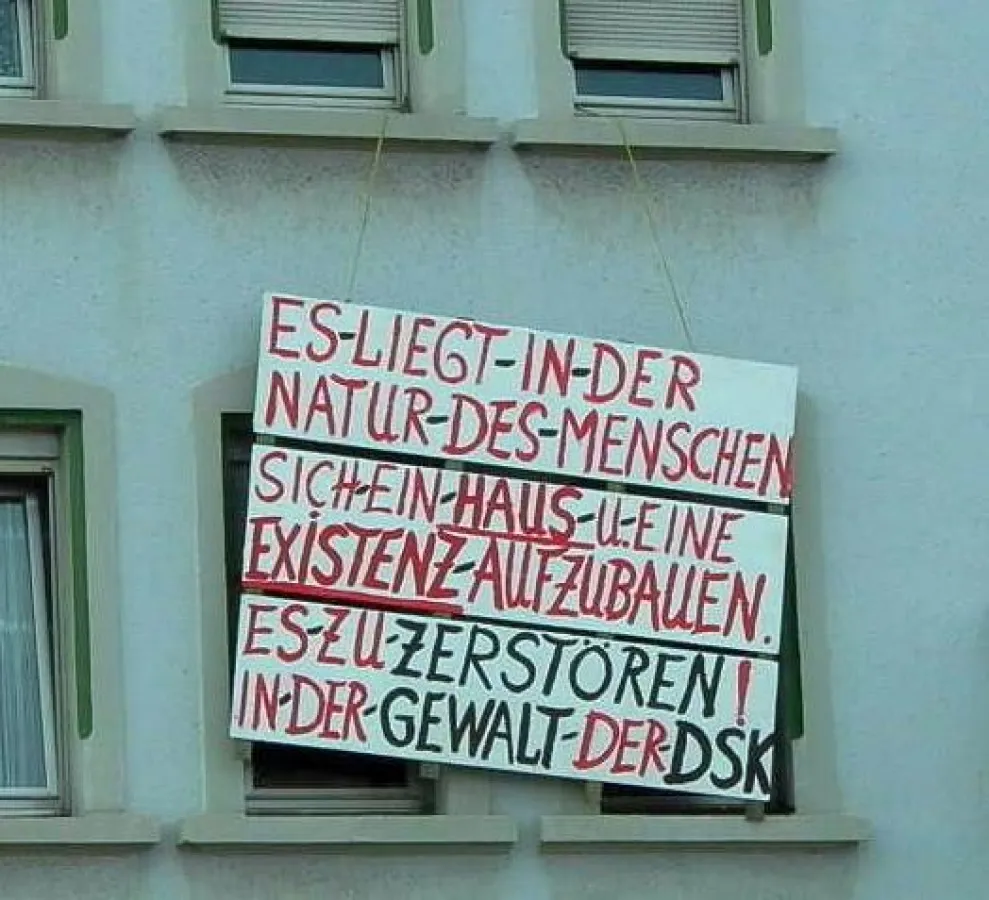 ES-LIEGT-IN-DER
NATUR-DES-MENSCHEN
SICH-EIN-HAUS-U.-EINE
EXISTENZ-AUFZUBAUEN.
ES-ZU-ZERSTÖREN!
IN-DER-GEWALT-DER-DSK